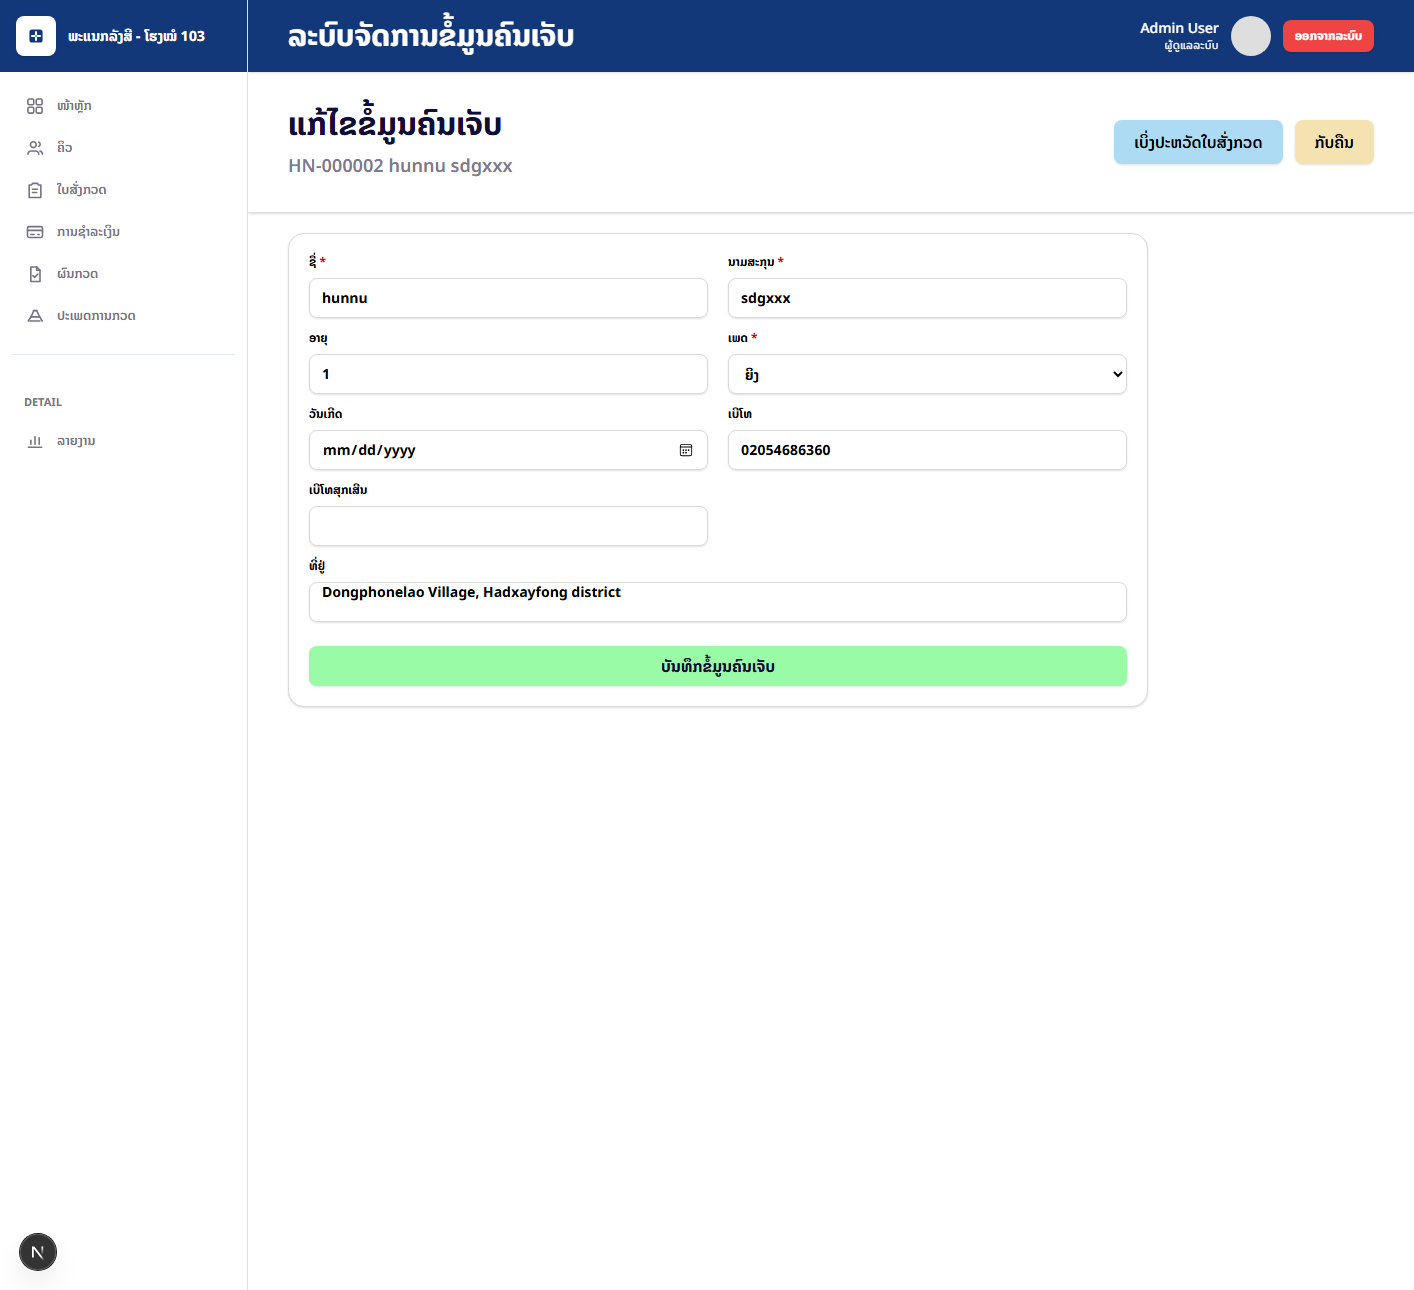 ພະແນກລັງສີ - ໂຮງໝໍ 103
ລະບົບຈັດການຂໍ້ມູນຄົນເຈັບ
Admin User
ຜູ້ດູແລລະບົບ
ອອກຈາກລະບົບ
ໜ້າຫຼັກ
ຄິວ
ໃບສັ່ງກວດ
ການຊຳລະເງິນ
ຜົນກວດ
ປະເພດການກວດ
DETAIL
ລາຍງານ
ແກ້ໄຂຂໍ້ມູນຄົນເຈັບ
HN-000002 hunnu sdgxxx
ເບິ່ງປະຫວັດໃບສັ່ງກວດ
ກັບຄືນ
ຊື່ *
ນາມສະກຸນ *
hunnu
sdgxxx
ອາຍຸ
ເພດ *
1
ຍິງ
ວັນເກີດ
ເບີໂທ
mm/dd/yyyy
02054686360
ເບີໂທສຸກເສີນ
ທີ່ຢູ່
Dongphonelao Village, Hadxayfong district
ບັນທຶກຂໍ້ມູນຄົນເຈັບ
N